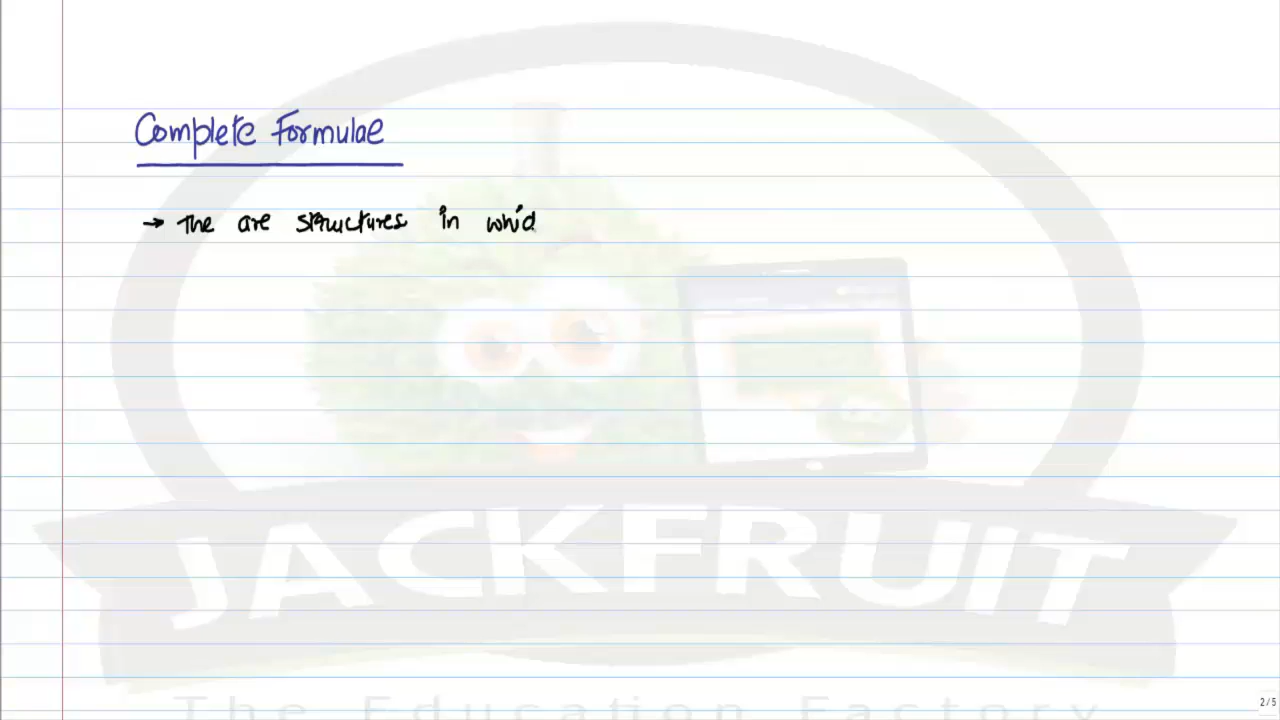 Complete Formulae
→ The are structures in whic
JACKFRUIT
The Education Factory
2/5